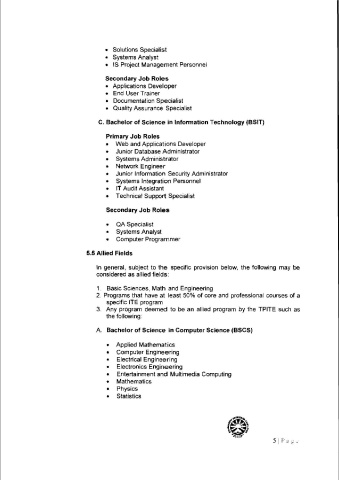 • Solutions Specialist
• Systems Analyst
• IS Project Management Personnel
Secondary Job Roles
• Applications Developer
• End User Trainer
• Documentation Specialist
• Quality Assurance Specialist
C. Bachelor of Science in Information Technology (BSIT)
Primary Job Roles
• Web and Applications Developer
• Junior Database Administrator
• Systems Administrator
• Network Engineer
• Junior Information Security Administrator
• Systems Integration Personnel
• IT Audit Assistant
• Technical Support Specialist
Secondary Job Roles
• QA Specialist
• Systems Analyst
• Computer Programmer
5.5 Allied Fields
In general, subject to the specific provision below, the following may be
considered as allied fields:
1. Basic Sciences, Math and Engineering
2. Programs that have at least 50% of core and professional courses of a
specific ITE program
3. Any program deemed to be an allied program by the TPITE such as
the following:
A. Bachelor of Science in Computer Science (BSCS)
• Applied Mathematics
• Computer Engineering
• Electrical Engineering
• Electronics Engineering
• Entertainment and Multimedia Computing
• Mathematics
• Physics
• Statistics
5 | Page